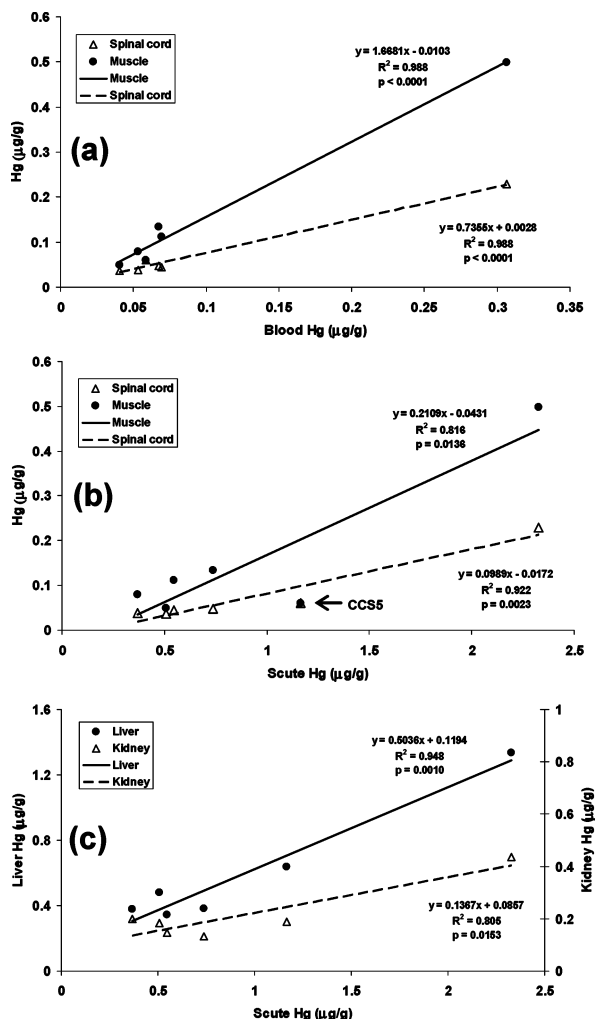 Spinal cord
Muscle
Muscle
Spinal cord
y = 1.6681x - 0.0103
R2 = 0.988
p < 0.0001
(a)
Hg (µg/g)
0.6
0.5
0.4
0.3
0.2
0.1
0
y = 0.7355x + 0.0028
R2 = 0.988
p < 0.0001
0 0.05 0.1 0.15 0.2 0.25 0.3 0.35
Blood Hg (µg/g)
Spinal cord
Muscle
Muscle
Spinal cord
y = 0.2109x - 0.0431
R2 = 0.816
p = 0.0136
(b)
Hg (µg/g)
0.6
0.5
0.4
0.3
0.2
0.1
0
y = 0.0989x - 0.0172
R2 = 0.922
p = 0.0023
CCS5
0 0.5 1 1.5 2 2.5
Scute Hg (µg/g)
Liver
Kidney
Liver
Kidney
y = 0.5036x + 0.1194
R2 = 0.948
p = 0.0010
(c)
Liver Hg (µg/g)
1.6
1.2
0.8
0.4
0
Kidney Hg (µg/g)
1
0.8
0.6
0.4
0.2
0
y = 0.1367x + 0.0857
R2 = 0.805
p = 0.0153
0 0.5 1 1.5 2 2.5
Scute Hg (µg/g)